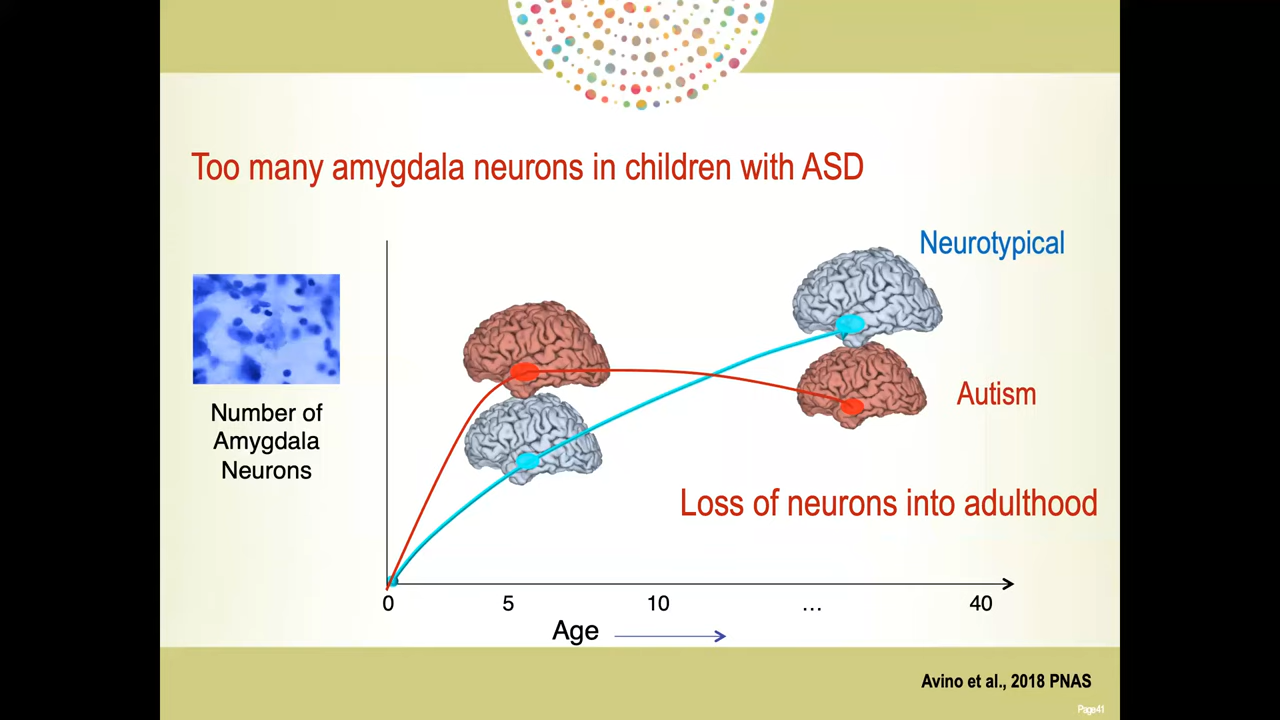 Too many amygdala neurons in children with ASD
Neurotypical
Number of
Amygdala
Neurons
Autism
Loss of neurons into adulthood
0 5 10 ... 40
Age
Avino et al., 2018 PNAS
Page41